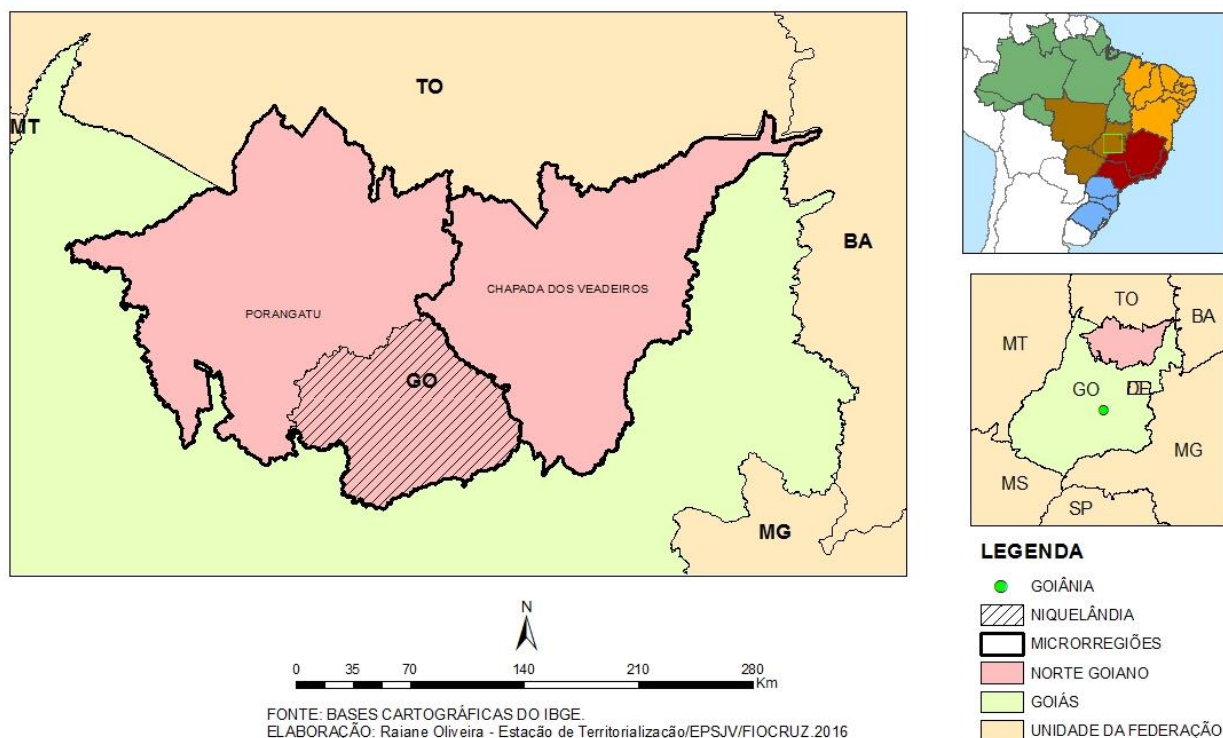 TO
MT
BA
CHAPADA DOS VEADEIROS
PORANGATU
GO
MG
TO
BA
MT
GO
MG
MS
SP
LEGENDA
GOIÂNIA
NIQUELÂNDIA
MICRORREGIÕES
NORTE GOIANO
GOIÁS
UNIDADE DA FEDERAÇÃO
N
0 35 70 140 210 280
Km
FONTE: BASES CARTOGRÁFICAS DO IBGE.
ELABORAÇÃO: Raiane Oliveira - Estação de Territorialização/EPSJV/FIOCRUZ.2016